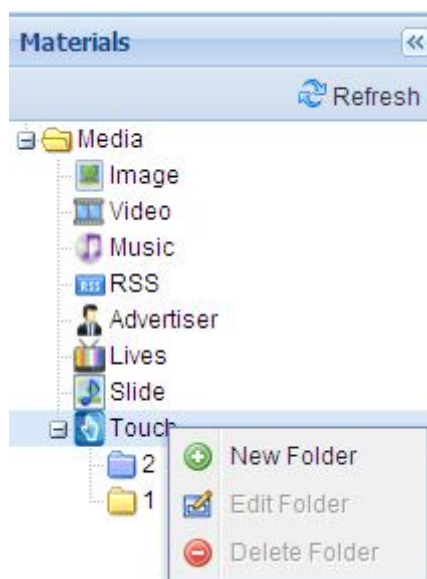 Materials
Refresh
Media
Image
Video
Music
RSS RSS
Advertiser
Lives
Slide
Touch
2 New Folder
1 Edit Folder
Delete Folder